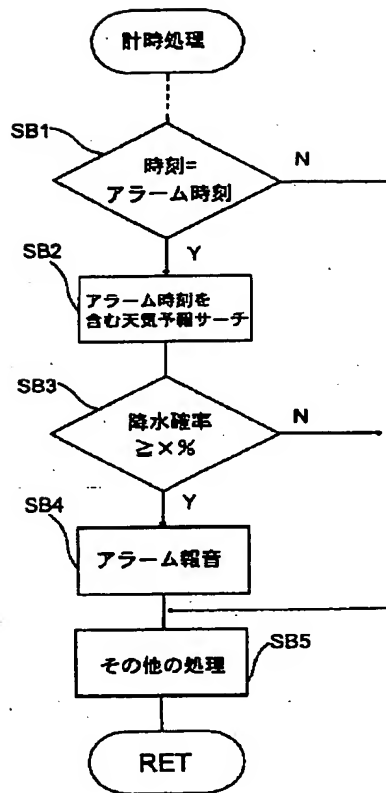 計時処理
SB1
時刻=
アラーム時刻
N
Y
SB2
アラーム時刻を
含む天気予報サーチ
SB3
降水確率
≧×%
N
Y
SB4
アラーム報音
SB5
その他の処理
RET